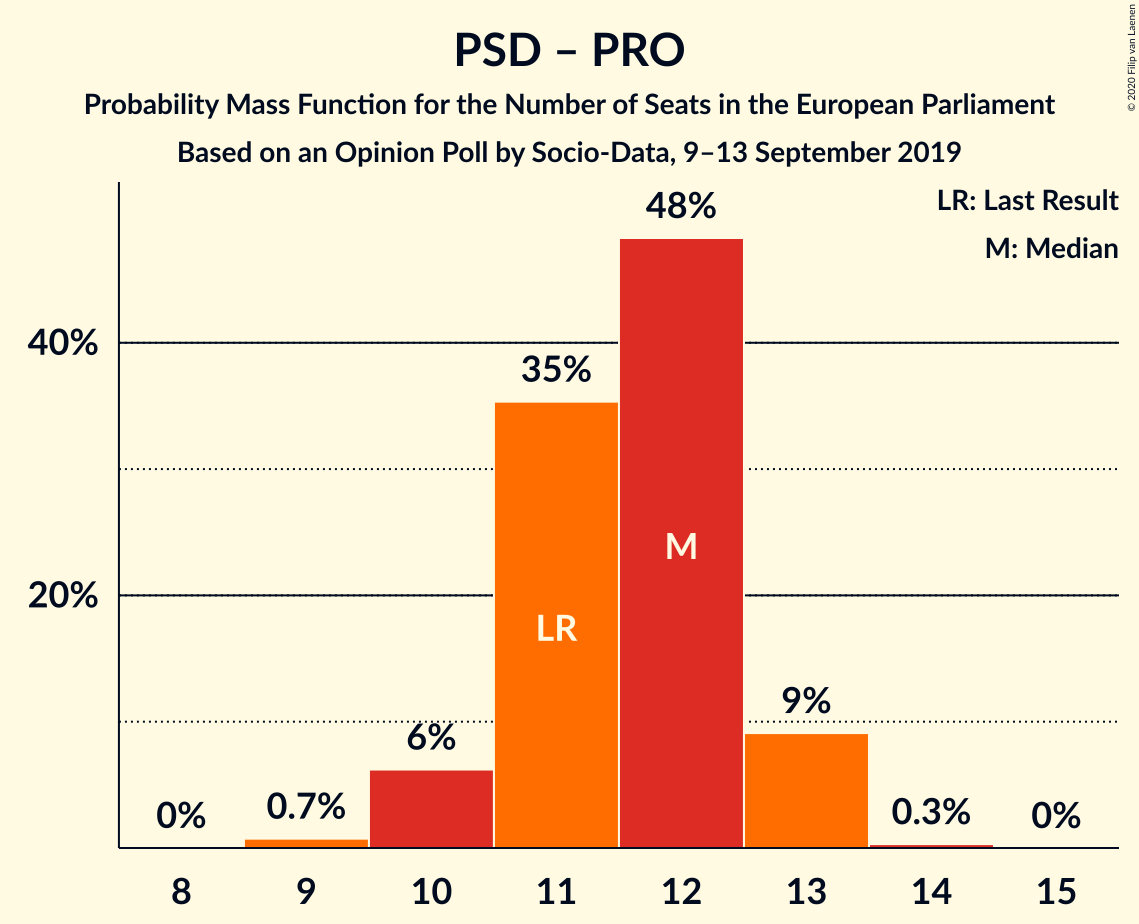 PSD – PRO
Probability Mass Function for the Number of Seats in the European Parliament
Based on an Opinion Poll by Socio-Data, 9–13 September 2019
© 2020 Filip van Laenen
LR: Last Result
M: Median
48%
40%
35%
M
20%
LR
9%
6%
0%
0.7%
0.3%
0%
8 9 10 11 12 13 14 15